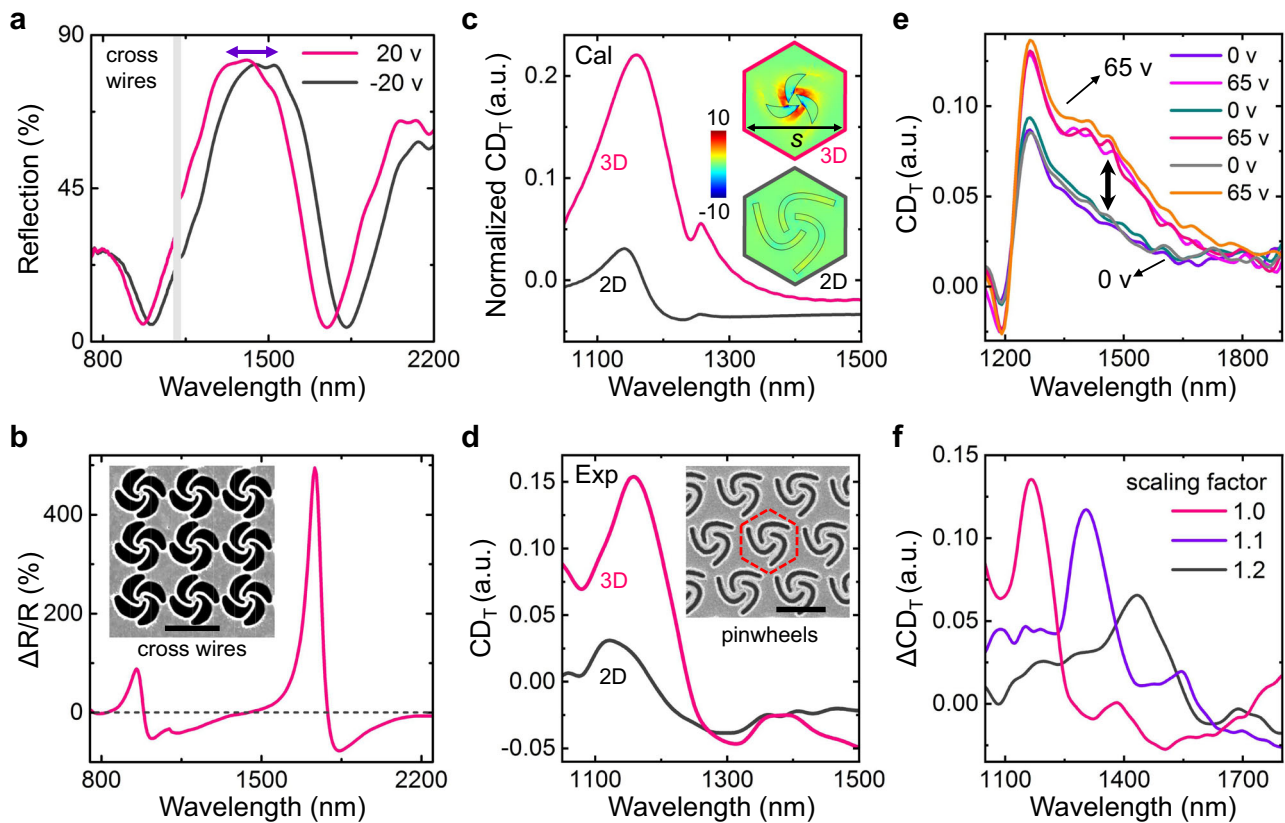 a
90
cross
wires
20 v
-20 v
45
0
Reflection (%)
800
1500
2200
Wavelength (nm)
b
400
200
0
ΔR/R (%)
cross wires
800
1500
2200
Wavelength (nm)
c
Cal
0.2
0.1
0.0
Normalized CD_T (a.u.)
3D
2D
10
-10
S
3D
2D
1100
1300
1500
Wavelength (nm)
d
Exp
0.15
0.10
0.05
0.00
-0.05
CD_T (a.u.)
3D
2D
pinwheels
1100
1300
1500
Wavelength (nm)
e
0.15
0.10
0.05
0.00
CD_T (a.u.)
65 v
0 v
0 v
65 v
0 v
65 v
0 v
65 v
1200
1500
1800
Wavelength (nm)
f
0.15
0.10
0.05
0.00
ΔCD_T (a.u.)
scaling factor
1.0
1.1
1.2
1100
1400
1700
Wavelength (nm)